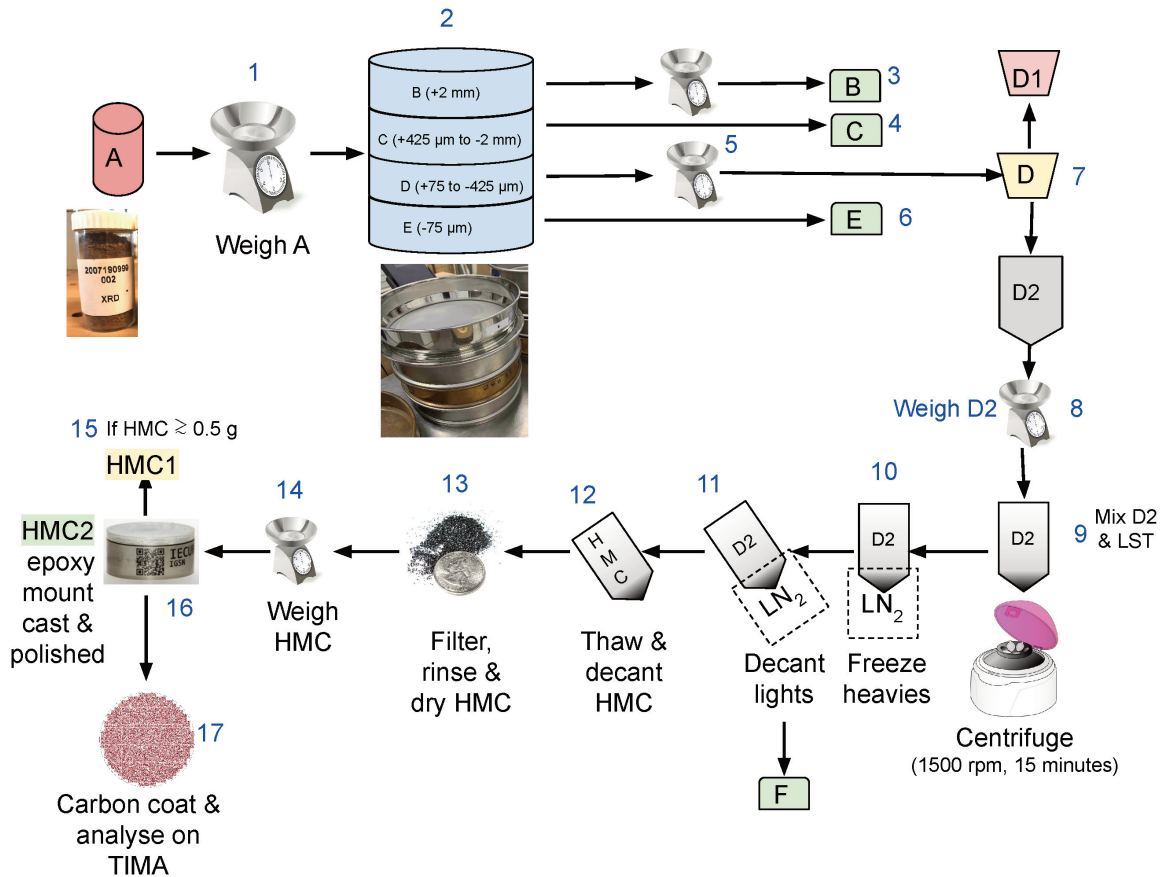 1
2
A
Weigh A
2007190999
002
XRD
B (+2 mm)
C (+425 µm to -2 mm)
D (+75 to -425 µm)
E (-75 µm)
B
3
C
4
5
D1
D
7
E
6
D2
Weigh D2
8
9
Mix D2
& LST
D2
Centrifuge
(1500 rpm, 15 minutes)
10
D2
LN2
Freeze
heavies
11
D2
LN2
Decant
lights
F
12
HMC
Thaw &
decant
HMC
13
Filter,
rinse &
dry HMC
14
Weigh
HMC
15 If HMC ≳ 0.5 g
HMC1
HMC2
epoxy
mount
cast &
polished
IECUR
IGSN
16
17
Carbon coat &
analyse on
TIMA